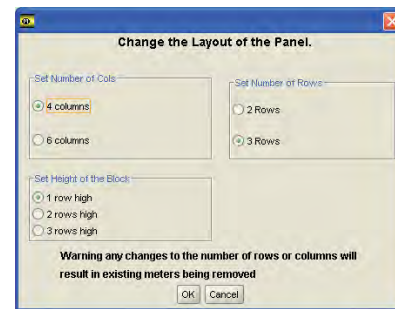 Change the Layout of the Panel.
Set Number of Cols
4 columns
6 columns
Set Number of Rows
2 Rows
3 Rows
Set Height of the Block
1 row high
2 rows high
3 rows high
Warning any changes to the number of rows or columns will
result in existing meters being removed
OK Cancel